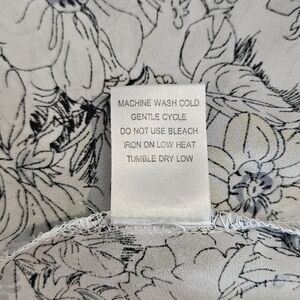 MACHINE WASH COLD
GENTLE CYCLE
DO NOT USE BLEACH
IRON ON LOW HEAT
TUMBLE DRY LOW